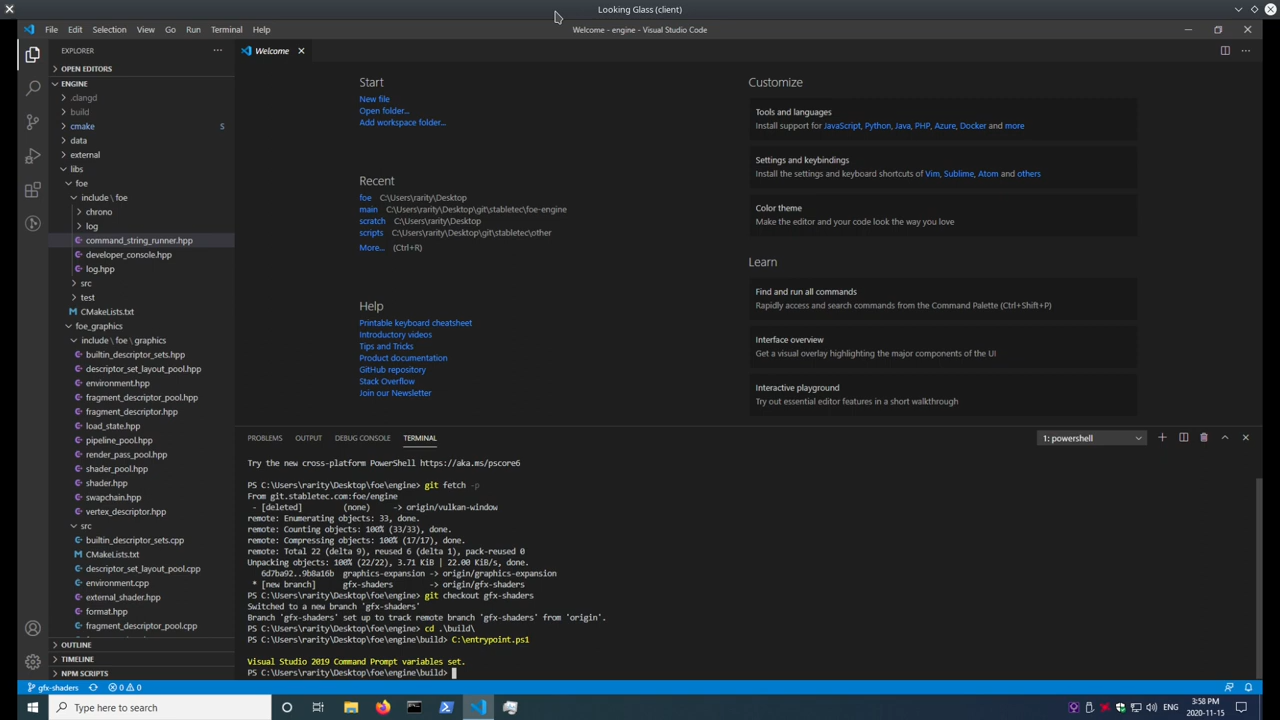 Looking Glass (client)
File Edit Selection View Go Run Terminal Help
Welcome - engine - Visual Studio Code
EXPLORER
OPEN EDITORS
ENGINE
.clangd
build
cmake S
data
external
libs
foe
include \ foe
chrono
log
command_string_runner.hpp
developer_console.hpp
log.hpp
src
test
CMakeLists.txt
foe_graphics
include \ foe \ graphics
builtin_descriptor_sets.hpp
descriptor_set_layout_pool.hpp
environment.hpp
fragment_descriptor_pool.hpp
fragment_descriptor.hpp
load_state.hpp
pipeline_pool.hpp
render_pass_pool.hpp
shader_pool.hpp
shader.hpp
swapchain.hpp
vertex_descriptor.hpp
src
builtin_descriptor_sets.cpp
CMakeLists.txt
descriptor_set_layout_pool.cpp
environment.cpp
external_shader.hpp
format.hpp
fragment_descriptor_pool.cpp
OUTLINE
TIMELINE
NPM SCRIPTS
Welcome
Start
New file
Open folder...
Add workspace folder...
Recent
foe C:\Users\rarity\Desktop
main C:\Users\rarity\Desktop\git\stabletec\foe-engine
scratch C:\Users\rarity\Desktop
scripts C:\Users\rarity\Desktop\git\stabletec\other
More... (Ctrl+R)
Help
Printable keyboard cheatsheet
Introductory videos
Tips and Tricks
Product documentation
GitHub repository
Stack Overflow
Join our Newsletter
Customize
Tools and languages
Install support for JavaScript, Python, Java, PHP, Azure, Docker and more
Settings and keybindings
Install the settings and keyboard shortcuts of Vim, Sublime, Atom and others
Color theme
Make the editor and your code look the way you love
Learn
Find and run all commands
Rapidly access and search commands from the Command Palette (Ctrl+Shift+P)
Interface overview
Get a visual overlay highlighting the major components of the UI
Interactive playground
Try out essential editor features in a short walkthrough
PROBLEMS OUTPUT DEBUG CONSOLE TERMINAL
1: powershell
Try the new cross-platform PowerShell https://aka.ms/pscore6
PS C:\Users\rarity\Desktop\foe\engine> git fetch -p
From git.stabletec.com:foe/engine
- [deleted] (none) -> origin/vulkan-window
remote: Enumerating objects: 33, done.
remote: Counting objects: 100% (33/33), done.
remote: Compressing objects: 100% (17/17), done.
remote: Total 22 (delta 9), reused 6 (delta 1), pack-reused 0
Unpacking objects: 100% (22/22), 3.71 KiB | 22.00 KiB/s, done.
6d7ba92..9b8a16b graphics-expansion -> origin/graphics-expansion
* [new branch] gfx-shaders -> origin/gfx-shaders
PS C:\Users\rarity\Desktop\foe\engine> git checkout gfx-shaders
Switched to a new branch 'gfx-shaders'
Branch 'gfx-shaders' set up to track remote branch 'gfx-shaders' from 'origin'.
PS C:\Users\rarity\Desktop\foe\engine> cd .\build\
PS C:\Users\rarity\Desktop\foe\engine\build> C:\entrypoint.ps1
Visual Studio 2019 Command Prompt variables set.
PS C:\Users\rarity\Desktop\foe\engine\build>
gfx-shaders 0 0
Type here to search
ENG
3:58 PM
2020-11-15